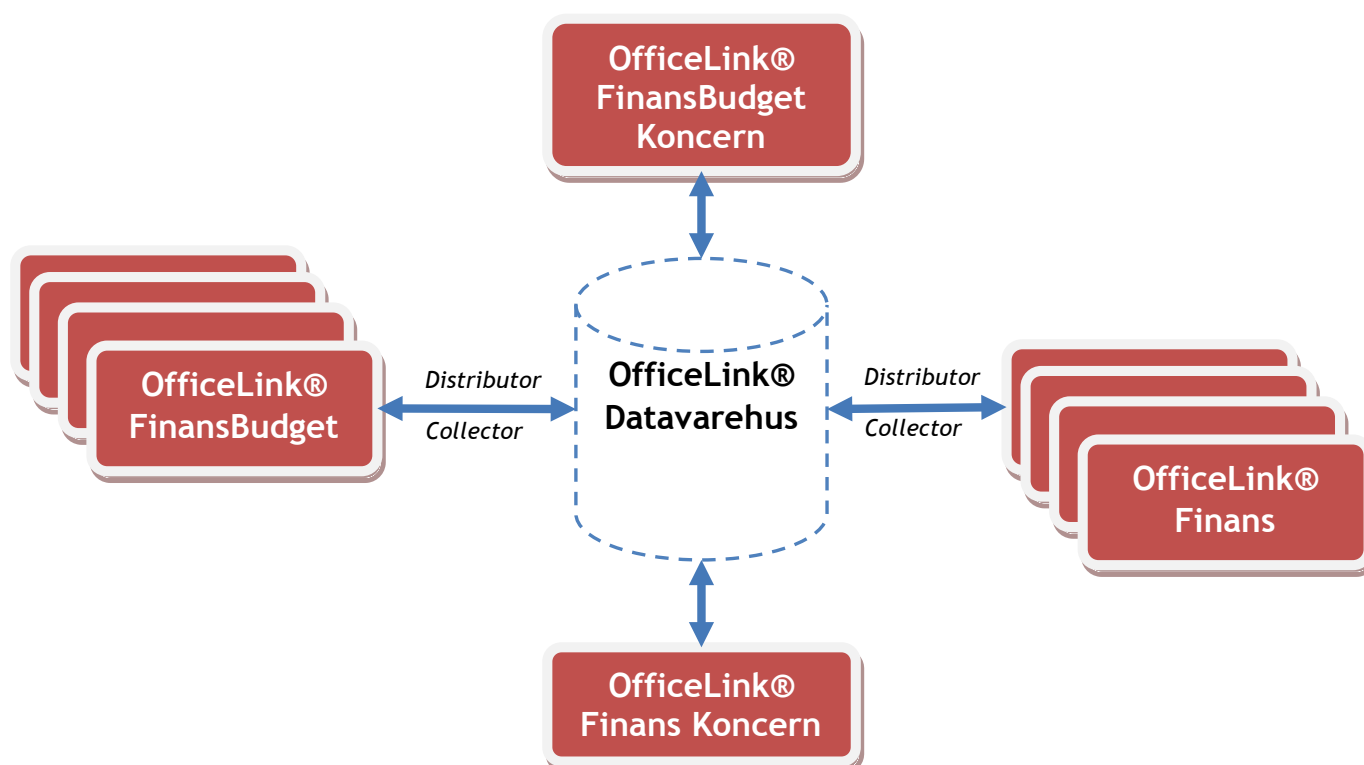 OfficeLink®
FinansBudget
Koncern
OfficeLink®
FinansBudget
Distributor
Collector
OfficeLink®
Datavarehus
Distributor
Collector
OfficeLink®
Finans
OfficeLink®
Finans Koncern